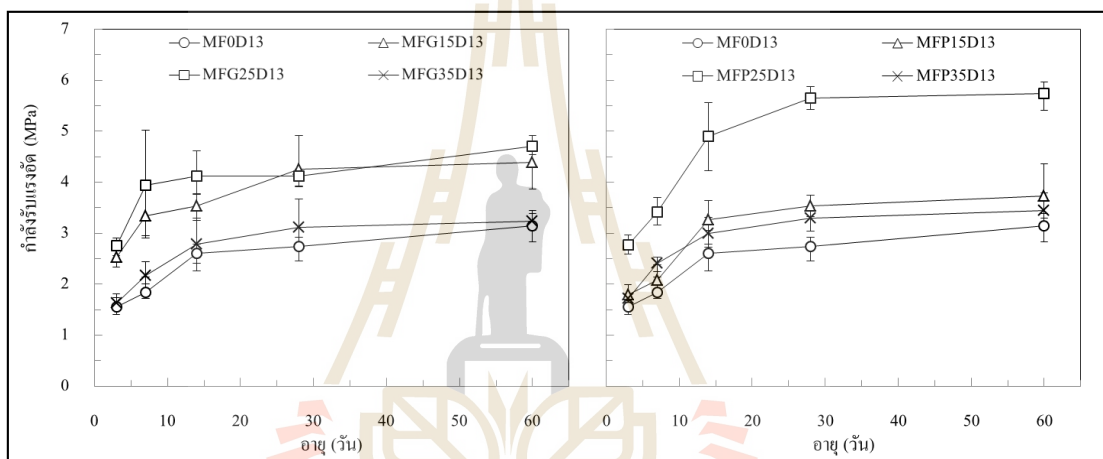 กำลังรับแรงอัด (MPa)
7
6
5
4
3
2
1
0
MF0D13 MFG15D13
MFG25D13 MFG35D13
0 10 20 30 40 50 60
อายุ (วัน)
MF0D13 MFP15D13
MFP25D13 MFP35D13
0 10 20 30 40 50 60
อายุ (วัน)